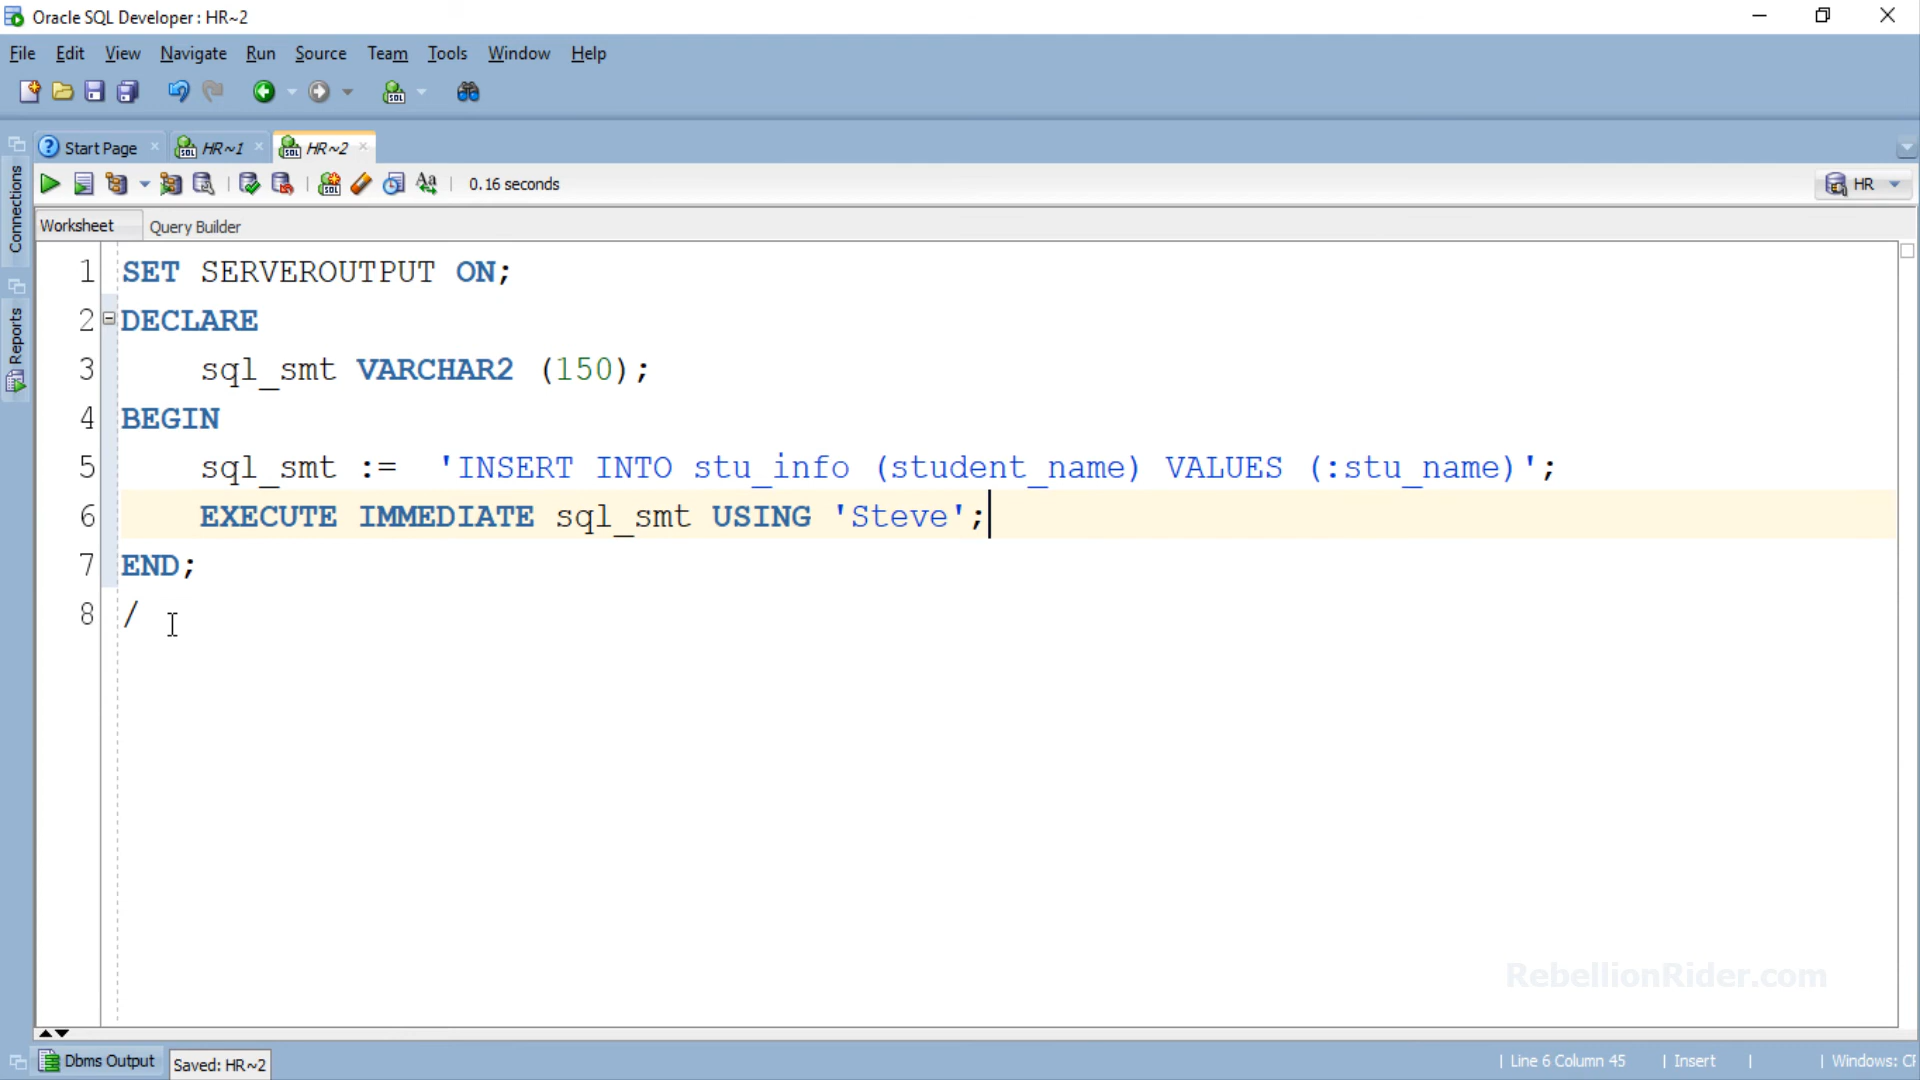 Oracle SQL Developer : HR~2
File Edit View Navigate Run Source Team Tools Window Help
Start Page HR~1 HR~2
0.16 seconds HR
Worksheet Query Builder
Connections
Reports
1 SET SERVEROUTPUT ON;
2 DECLARE
3 sql_smt VARCHAR2 (150);
4 BEGIN
5 sql_smt := 'INSERT INTO stu_info (student_name) VALUES (:stu_name)';
6 EXECUTE IMMEDIATE sql_smt USING 'Steve';
7 END;
8 /
RebellionRider.com
Dbms Output Saved: HR~2 | Line 6 Column 45 | Insert | | Windows: